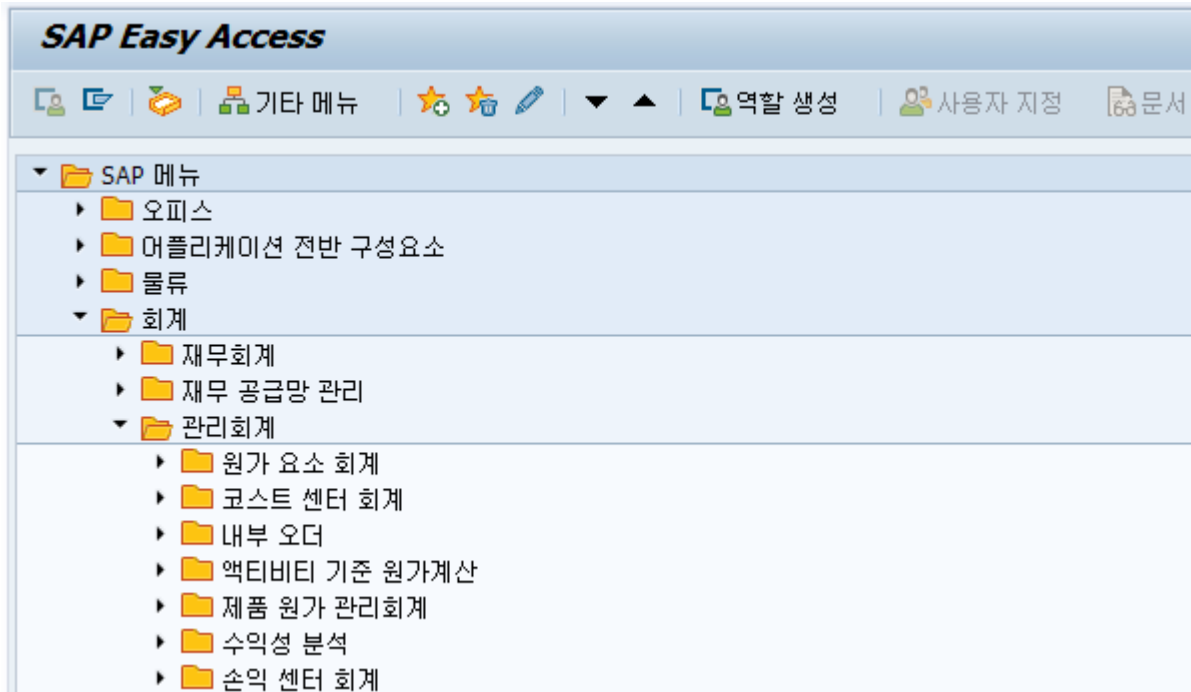 SAP Easy Access
기타 메뉴 역할 생성 사용자 지정 문서
SAP 메뉴
오피스
어플리케이션 전반 구성요소
물류
회계
재무회계
재무 공급망 관리
관리회계
원가 요소 회계
코스트 센터 회계
내부 오더
액티비티 기준 원가계산
제품 원가 관리회계
수익성 분석
손익 센터 회계